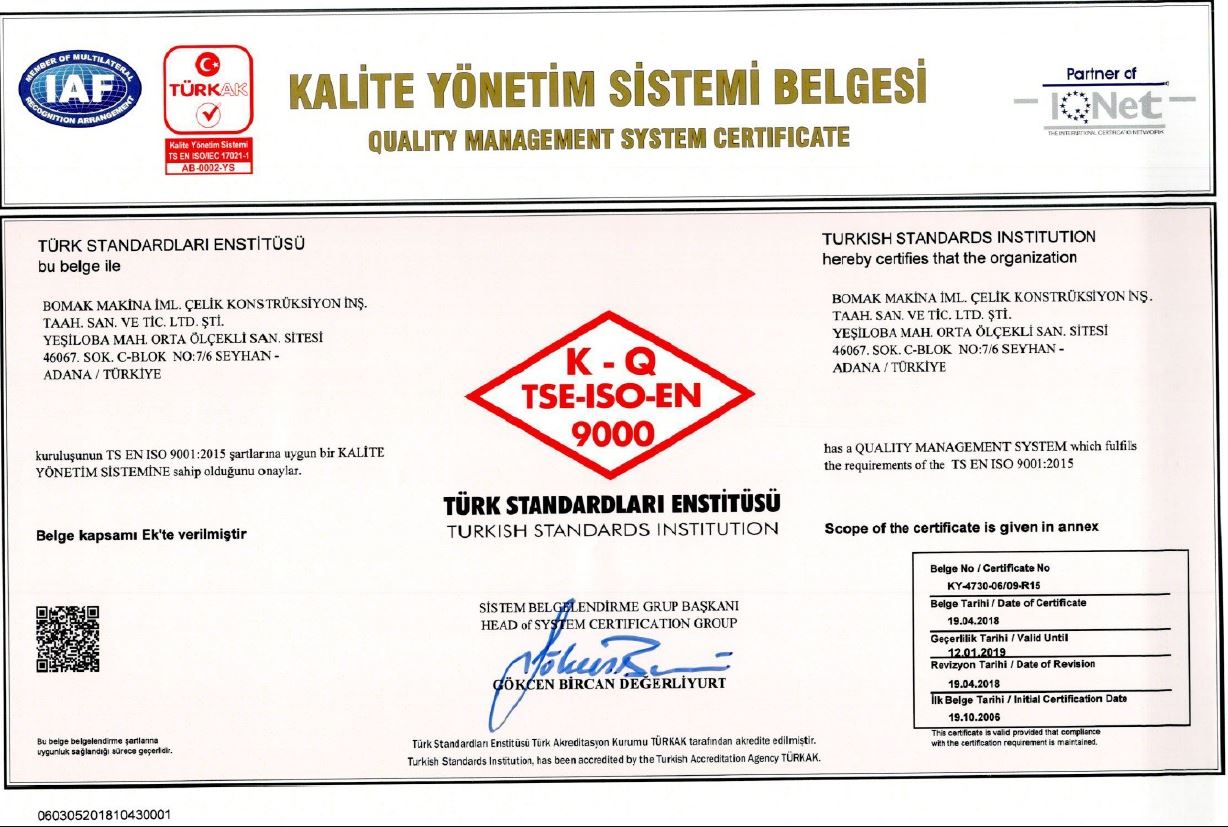 MEMBER OF MULTILATERAL
IAF
RECOGNITION ARRANGEMENT
TÜRKAK
Kalite Yönetim Sistemi
TS EN ISO/IEC 17021-1
AB-0002-YS
KALİTE YÖNETİM SİSTEMİ BELGESİ
QUALITY MANAGEMENT SYSTEM CERTIFICATE
Partner of
IQNet
THE INTERNATIONAL CERTIFICATION NETWORK
TÜRK STANDARDLARI ENSTİTÜSÜ
bu belge ile
BOMAK MAKİNA İML. ÇELİK KONSTRÜKSİYON İNŞ.
TAAH. SAN. VE TİC. LTD. ŞTİ.
YEŞİLOBA MAH. ORTA ÖLÇEKLİ SAN. SİTESİ
46067. SOK. C-BLOK NO:7/6 SEYHAN -
ADANA / TÜRKİYE
kuruluşunun TS EN ISO 9001:2015 şartlarına uygun bir KALİTE
YÖNETİM SİSTEMİNE sahip olduğunu onaylar.
Belge kapsamı Ek'te verilmiştir
K - Q
TSE-ISO-EN
9000
TÜRK STANDARDLARI ENSTİTÜSÜ
TURKISH STANDARDS INSTITUTION
SİSTEM BELGELENDİRME GRUP BAŞKANI
HEAD of SYSTEM CERTIFICATION GROUP
GÖKCEN BİRCAN DEĞERLİYURT
TURKISH STANDARDS INSTITUTION
hereby certifies that the organization
BOMAK MAKİNA İML. ÇELİK KONSTRÜKSİYON İNŞ.
TAAH. SAN. VE TİC. LTD. ŞTİ.
YEŞİLOBA MAH. ORTA ÖLÇEKLİ SAN. SİTESİ
46067. SOK. C-BLOK NO:7/6 SEYHAN -
ADANA / TÜRKİYE
has a QUALITY MANAGEMENT SYSTEM which fulfills
the requirements of the TS EN ISO 9001:2015
Scope of the certificate is given in annex
Belge No / Certificate No
KY-4730-06/09-R15
Belge Tarihi / Date of Certificate
19.04.2018
Geçerlilik Tarihi / Valid Until
12.01.2019
Revizyon Tarihi / Date of Revision
19.04.2018
İlk Belge Tarihi / Initial Certification Date
19.10.2006
This certificate is valid provided that compliance
with the certification requirement is maintained.
Bu belge belgelendirme şartlarına
uygunluk sağlandığı sürece geçerlidir.
Türk Standardları Enstitüsü Türk Akreditasyon Kurumu TÜRKAK tarafından akredite edilmiştir.
Turkish Standards Institution, has been accredited by the Turkish Accreditation Agency TÜRKAK.
060305201810430001